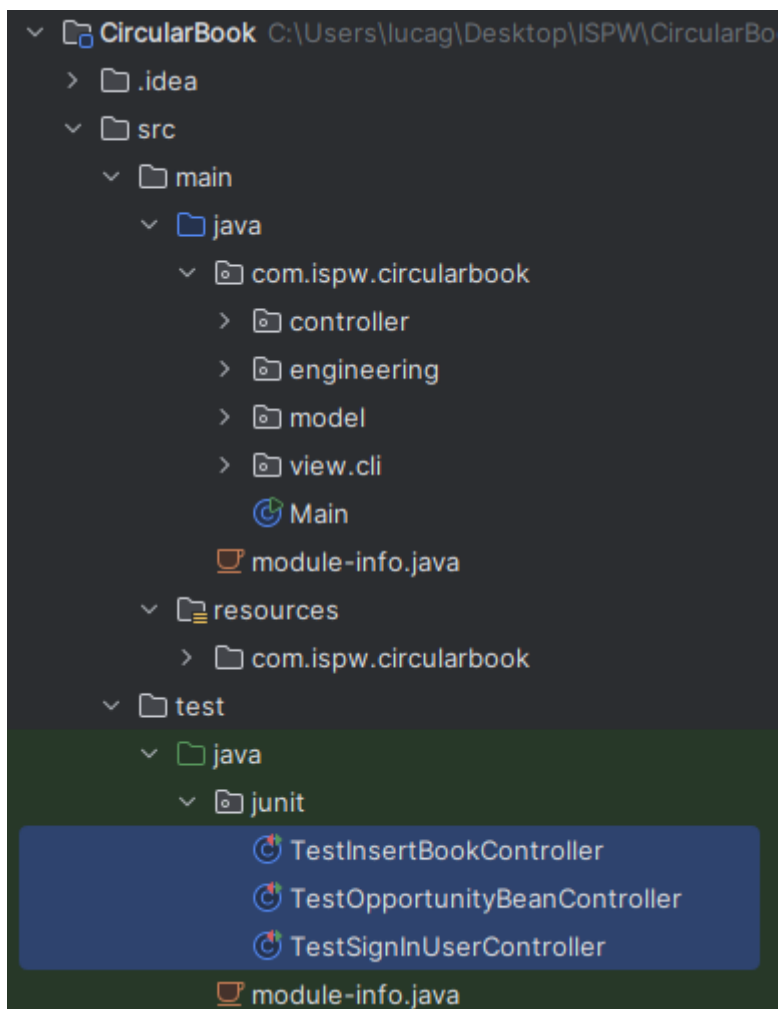 CircularBook C:\Users\lucag\Desktop\ISPW\CircularBo
.idea
src
main
java
com.ispw.circularbook
controller
engineering
model
view.cli
Main
module-info.java
resources
com.ispw.circularbook
test
java
junit
TestInsertBookController
TestOpportunityBeanController
TestSignInUserController
module-info.java